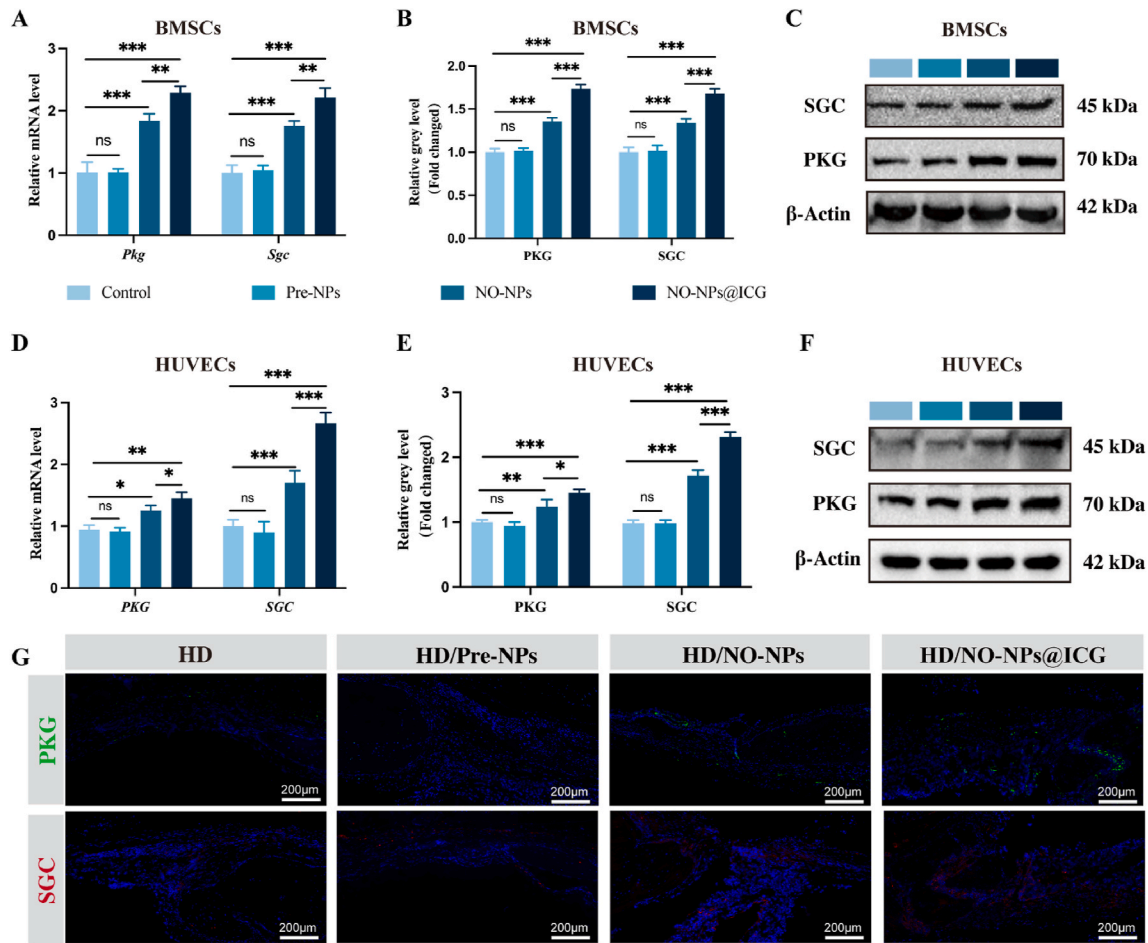 A
BMSCs
Relative mRNA level
3
2
1
0
***
**
***
ns
***
**
***
ns
Pkg
Sgc
B
BMSCs
Relative grey level
(Fold changed)
2.0
1.5
1.0
0.5
0.0
***
***
***
ns
***
***
***
ns
PKG
SGC
C
BMSCs
SGC
45 kDa
PKG
70 kDa
β-Actin
42 kDa
Control
Pre-NPs
NO-NPs
NO-NPs@ICG
D
HUVECs
Relative mRNA level
3
2
1
0
**
*
*
ns
***
***
***
ns
PKG
SGC
E
HUVECs
Relative grey level
(Fold changed)
3
2
1
0
***
*
**
ns
***
***
***
ns
PKG
SGC
F
HUVECs
SGC
45 kDa
PKG
70 kDa
β-Actin
42 kDa
G
HD
HD/Pre-NPs
HD/NO-NPs
HD/NO-NPs@ICG
PKG
200μm
200μm
200μm
200μm
SGC
200μm
200μm
200μm
200μm